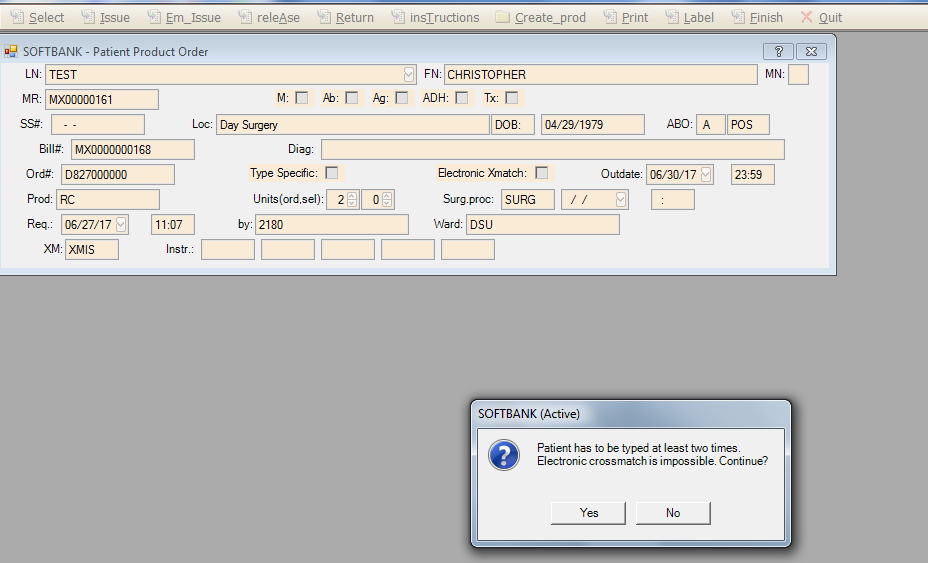 Select Issue Em_Issue releAse Return insTructions Create_prod Print Label Finish Quit
SOFTBANK - Patient Product Order ?
LN: TEST FN: CHRISTOPHER MN:
MR: MX00000161 M: Ab: Ag: ADH: Tx:
SS#: - - Loc: Day Surgery DOB: 04/29/1979 ABO: A POS
Bill#: MX0000000168 Diag:
Ord#: D827000000 Type Specific: Electronic Xmatch: Outdate: 06/30/17 23:59
Prod: RC Units(ord,sel): 2 0 Surg.proc: SURG / / :
Req.: 06/27/17 11:07 by: 2180 Ward: DSU
XM: XMIS Instr.:
SOFTBANK (Active)
Patient has to be typed at least two times.
Electronic crossmatch is impossible. Continue?
Yes No